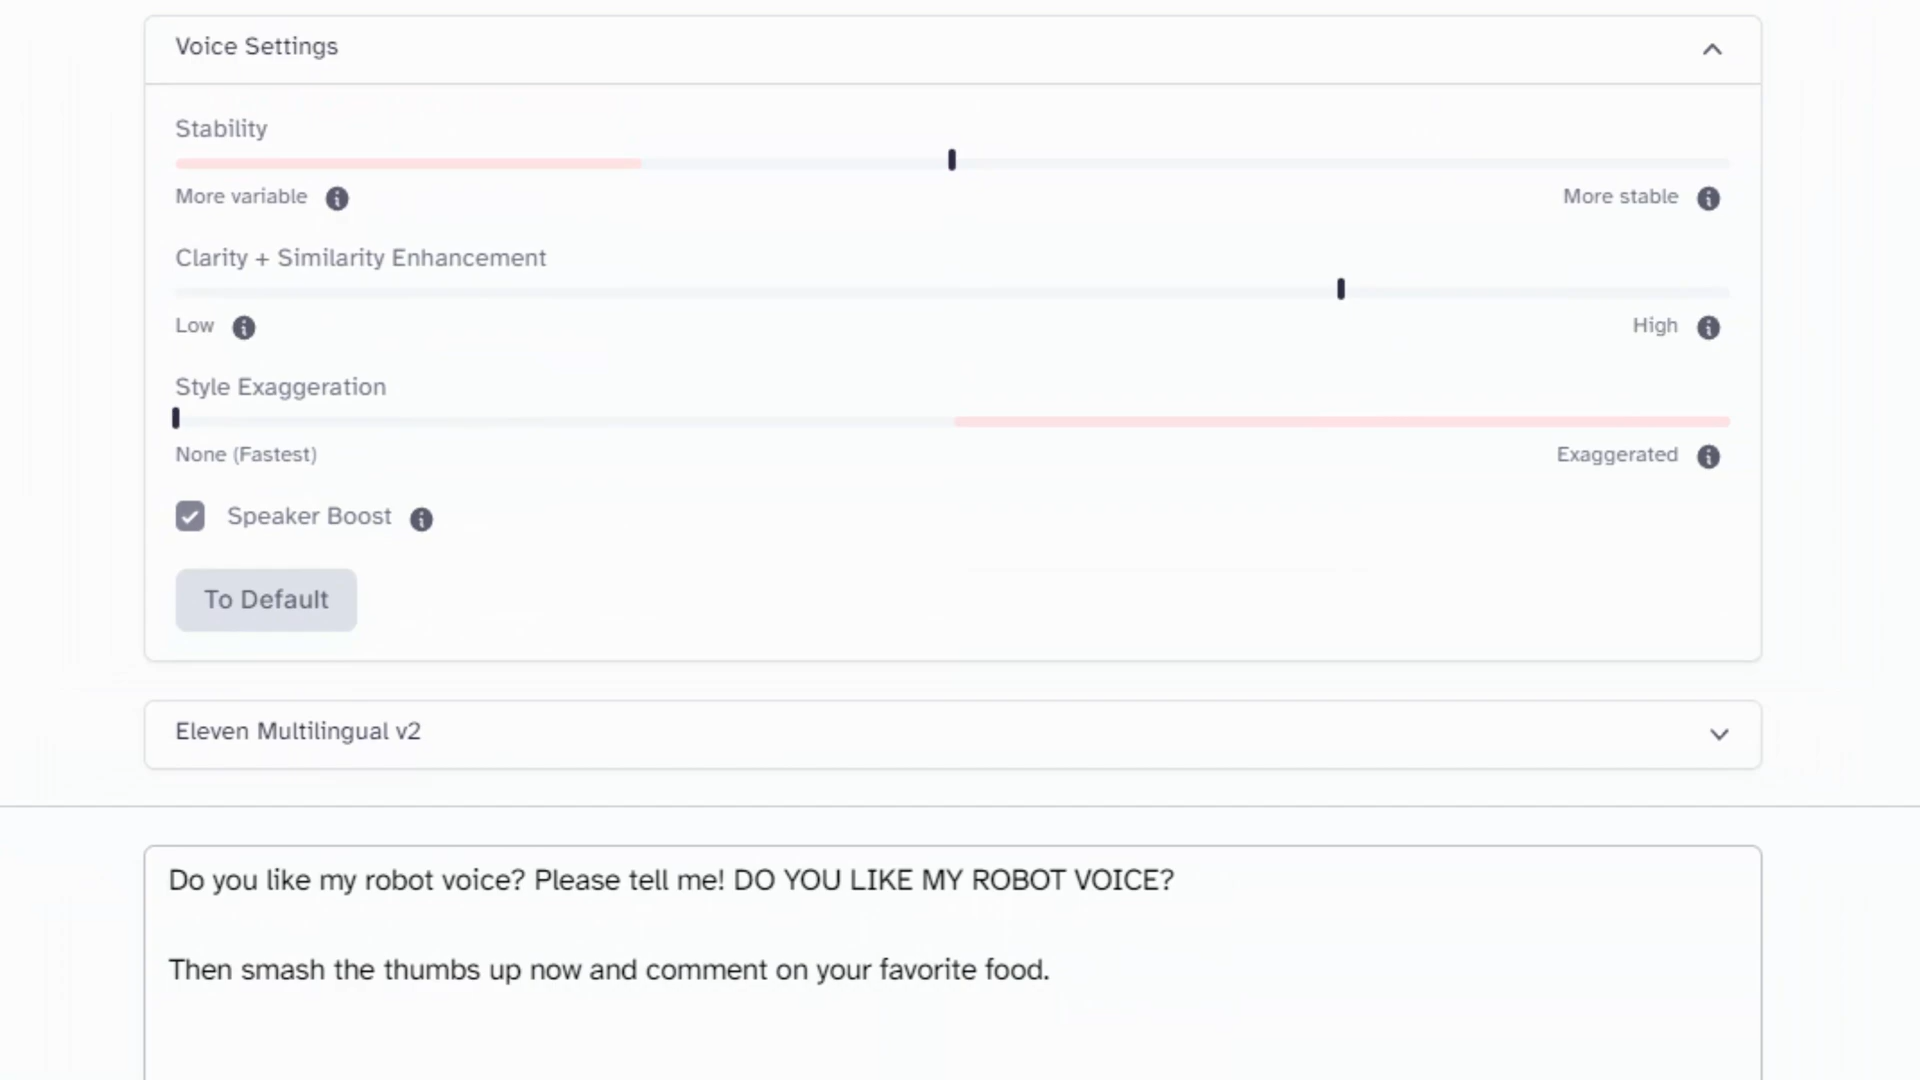 Voice Settings
Stability
More variable
More stable
Clarity + Similarity Enhancement
Low
High
Style Exaggeration
None (Fastest)
Exaggerated
Speaker Boost
To Default
Eleven Multilingual v2
Do you like my robot voice? Please tell me! DO YOU LIKE MY ROBOT VOICE?
Then smash the thumbs up now and comment on your favorite food.